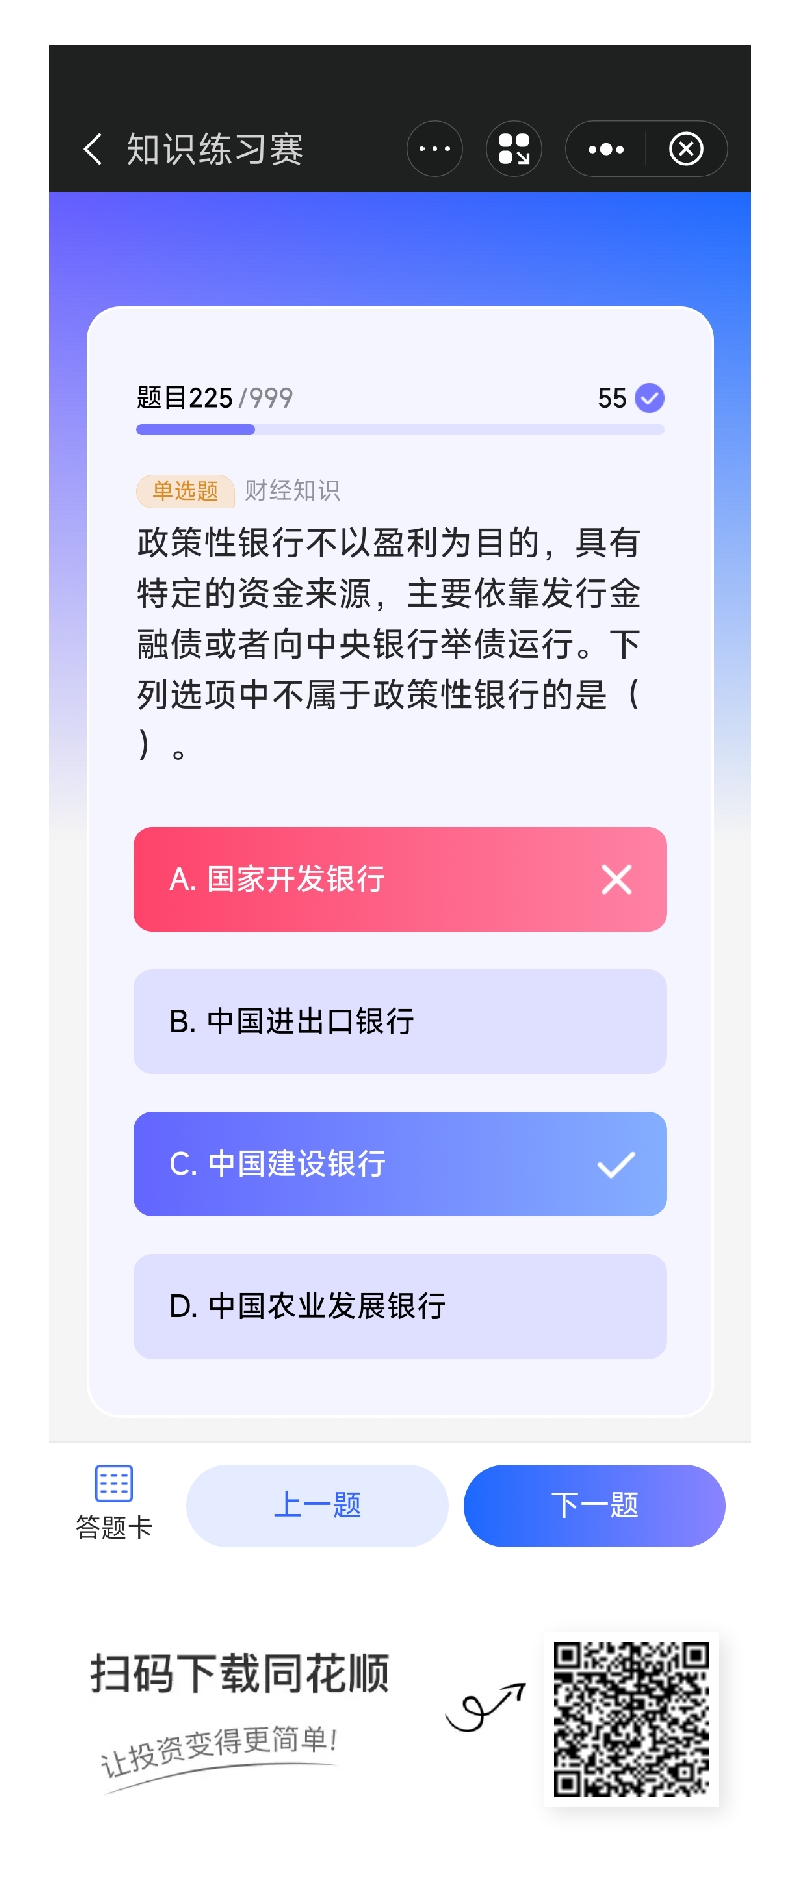 知识练习赛
题目225/999
55
单选题 财经知识
政策性银行不以盈利为目的，具有
特定的资金来源，主要依靠发行金
融债或者向中央银行举债运行。下
列选项中不属于政策性银行的是（
）。
A. 国家开发银行
B. 中国进出口银行
C. 中国建设银行
D. 中国农业发展银行
答题卡
上一题
下一题
扫码下载同花顺
让投资变得更简单!